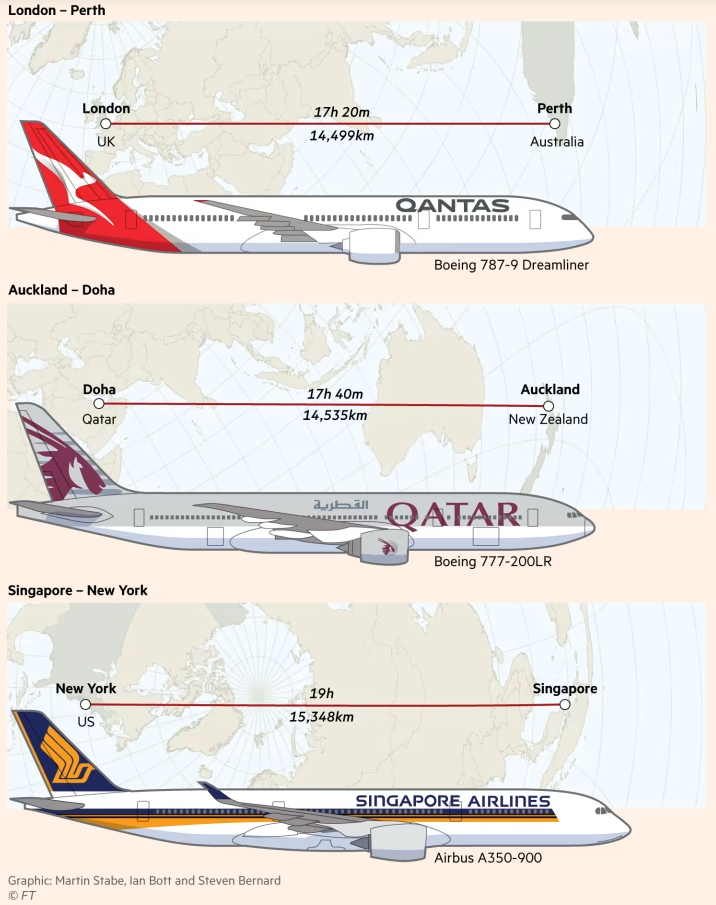 London – Perth
London
UK
17h 20m
14,499km
Perth
Australia
QANTAS
Boeing 787-9 Dreamliner
Auckland – Doha
Doha
Qatar
17h 40m
14,535km
Auckland
New Zealand
القطرية
QATAR
Boeing 777-200LR
Singapore – New York
New York
US
19h
15,348km
Singapore
SINGAPORE AIRLINES
Airbus A350-900
Graphic: Martin Stabe, Ian Bott and Steven Bernard
© FT